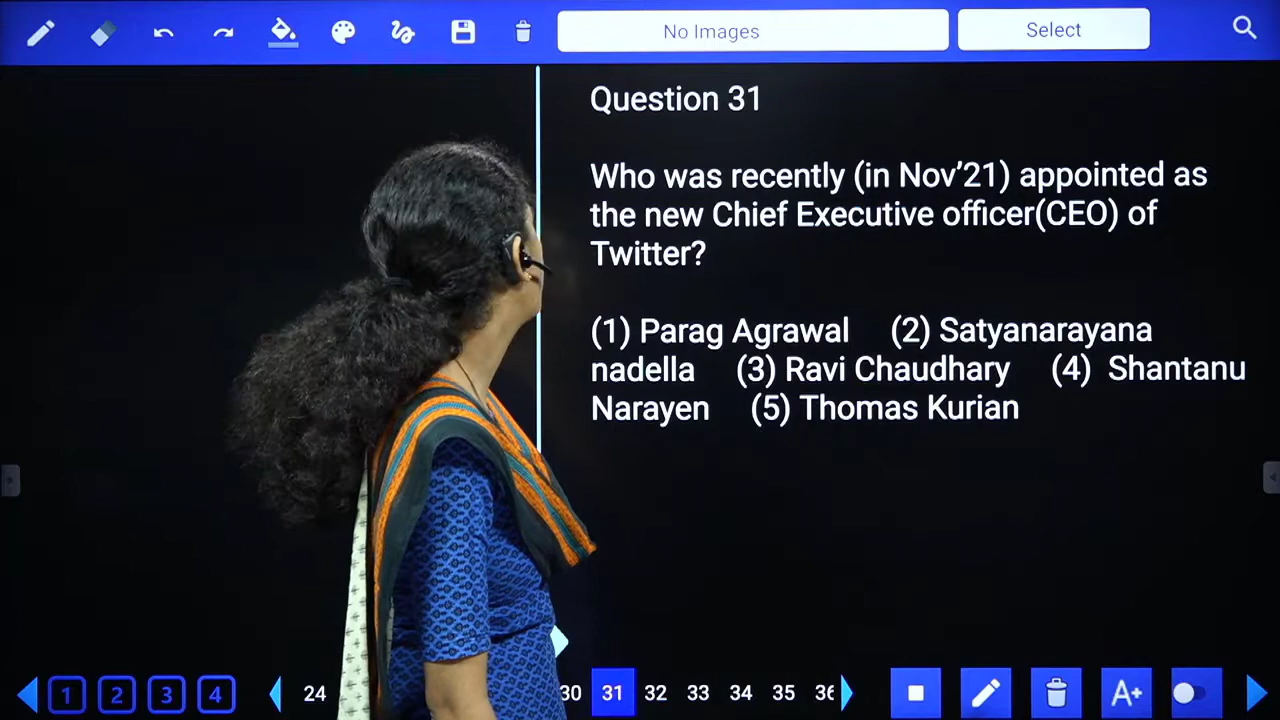 No Images Select
Question 31
Who was recently (in Nov’21) appointed as
the new Chief Executive officer(CEO) of
Twitter?
(1) Parag Agrawal (2) Satyanarayana
nadella (3) Ravi Chaudhary (4) Shantanu
Narayen (5) Thomas Kurian
1 2 3 4 24 30 31 32 33 34 35 36 A+